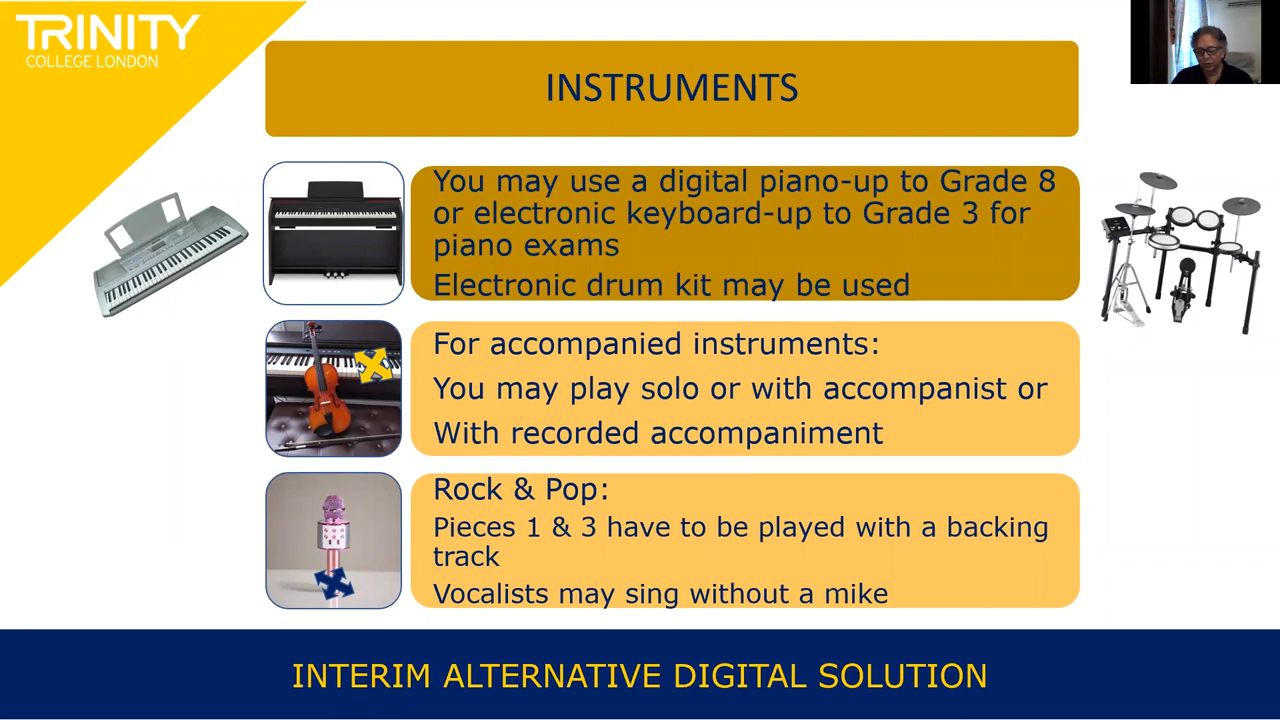 TRINITY
COLLEGE LONDON
INSTRUMENTS
You may use a digital piano-up to Grade 8
or electronic keyboard-up to Grade 3 for
piano exams
Electronic drum kit may be used
For accompanied instruments:
You may play solo or with accompanist or
With recorded accompaniment
Rock & Pop:
Pieces 1 & 3 have to be played with a backing
track
Vocalists may sing without a mike
INTERIM ALTERNATIVE DIGITAL SOLUTION